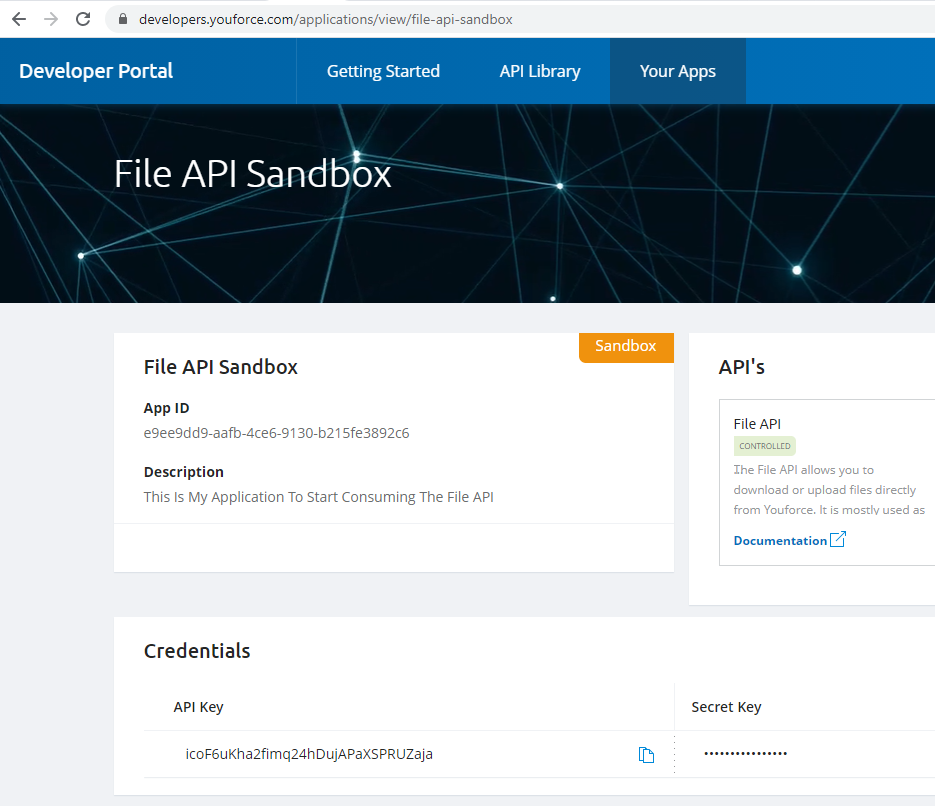 developers.youforce.com/applications/view/file-api-sandbox
Developer Portal
Getting Started
API Library
Your Apps
File API Sandbox
Sandbox
File API Sandbox
App ID
e9ee9dd9-aafb-4ce6-9130-b215fe3892c6
Description
This Is My Application To Start Consuming The File API
API's
File API
CONTROLLED
The File API allows you to
download or upload files directly
from Youforce. It is mostly used as
Documentation
Credentials
API Key
Secret Key
icoF6uKha2fimq24hDujAPaXSPRUZaja
••••••••••••••••